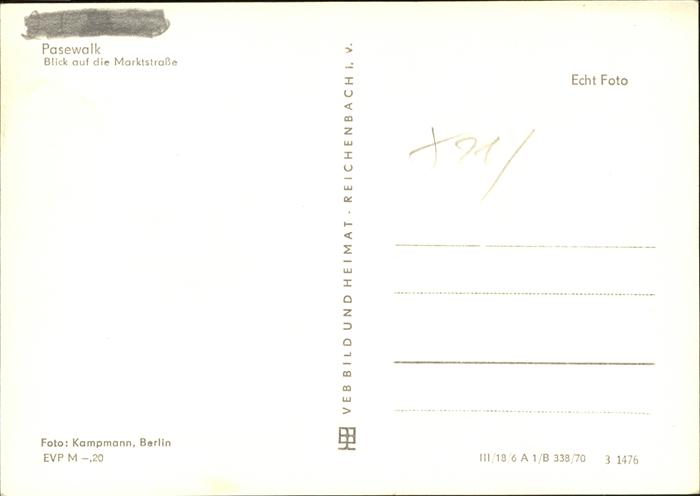 Pasewalk
Blick auf die Marktstraße
Foto: Kampmann, Berlin
EVP M –,20
VEB BILD UND HEIMAT · REICHENBACH i. V.
Echt Foto
III/18/6 A 1/B 338/70 3 1476